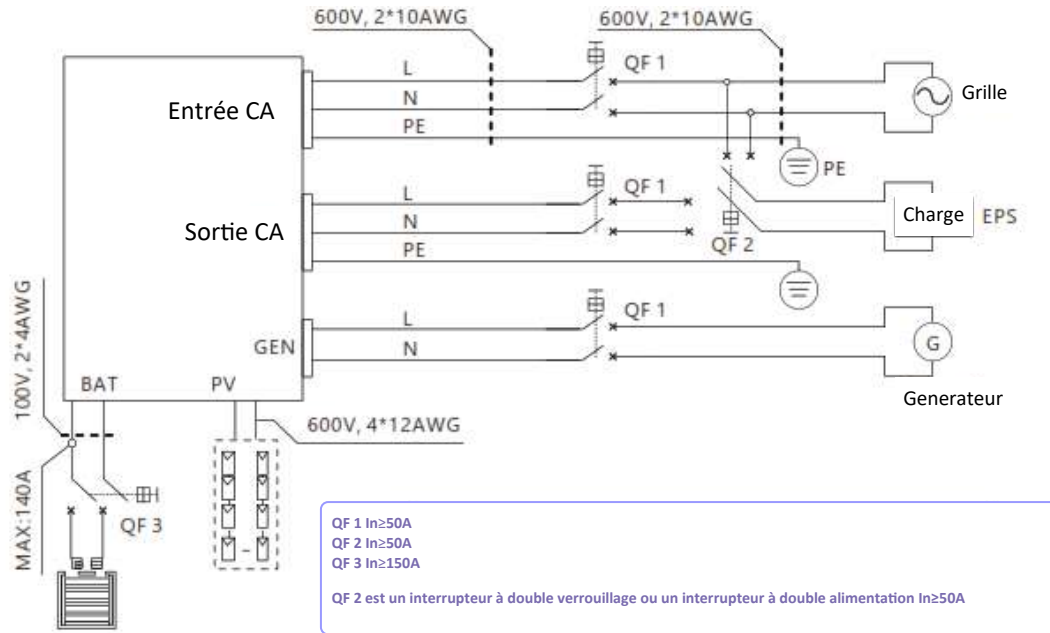 600V, 2*10AWG
600V, 2*10AWG
L
QF 1
Grille
Entrée CA
N
PE
PE
L
QF 1
Charge
EPS
Sortie CA
N
QF 2
PE
L
QF 1
GEN
N
G
BAT
PV
Generateur
100V, 2*4AWG
600V, 4*12AWG
MAX:140A
QF 3
QF 1 In≥50A
QF 2 In≥50A
QF 3 In≥150A
QF 2 est un interrupteur à double verrouillage ou un interrupteur à double alimentation In≥50A